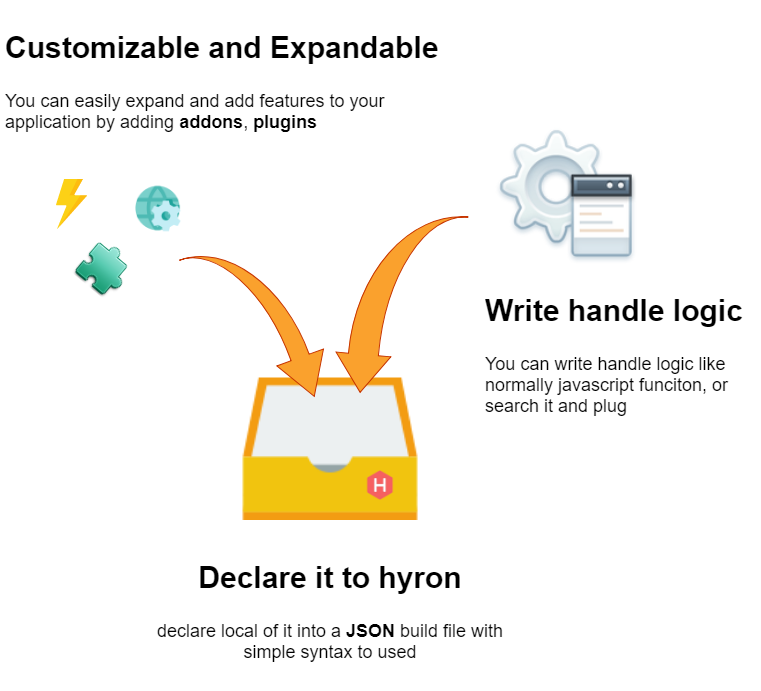 Customizable and Expandable
You can easily expand and add features to your
application by adding addons, plugins
Write handle logic
You can write handle logic like
normally javascript funciton, or
search it and plug
H
Declare it to hyron
declare local of it into a JSON build file with
simple syntax to used